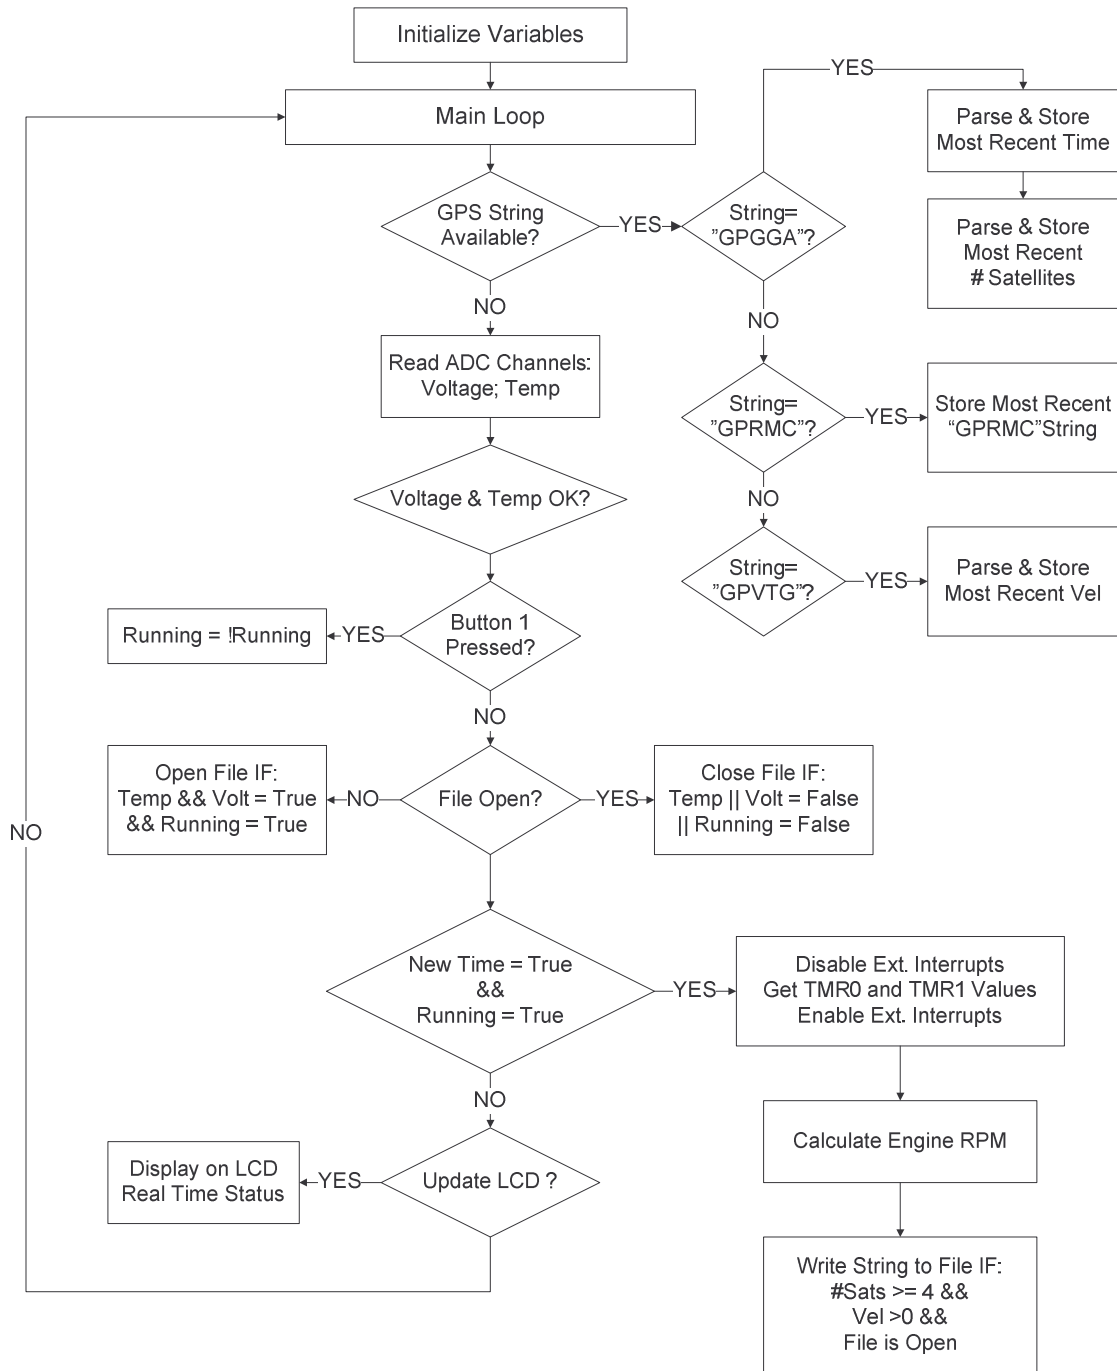 Initialize Variables
Main Loop
YES
Parse & Store
Most Recent Time
GPS String
Available?
YES
String=
”GPGGA”?
Parse & Store
Most Recent
# Satellites
NO
NO
Read ADC Channels:
Voltage; Temp
String=
”GPRMC”?
YES
Store Most Recent
“GPRMC”String
Voltage & Temp OK?
NO
String=
”GPVTG”?
YES
Parse & Store
Most Recent Vel
Running = !Running
YES
Button 1
Pressed?
NO
Open File IF:
Temp && Volt = True
&& Running = True
NO
File Open?
YES
Close File IF:
Temp || Volt = False
|| Running = False
NO
New Time = True
&&
Running = True
YES
Disable Ext. Interrupts
Get TMR0 and TMR1 Values
Enable Ext. Interrupts
NO
Calculate Engine RPM
Display on LCD
Real Time Status
YES
Update LCD ?
Write String to File IF:
#Sats >= 4 &&
Vel >0 &&
File is Open